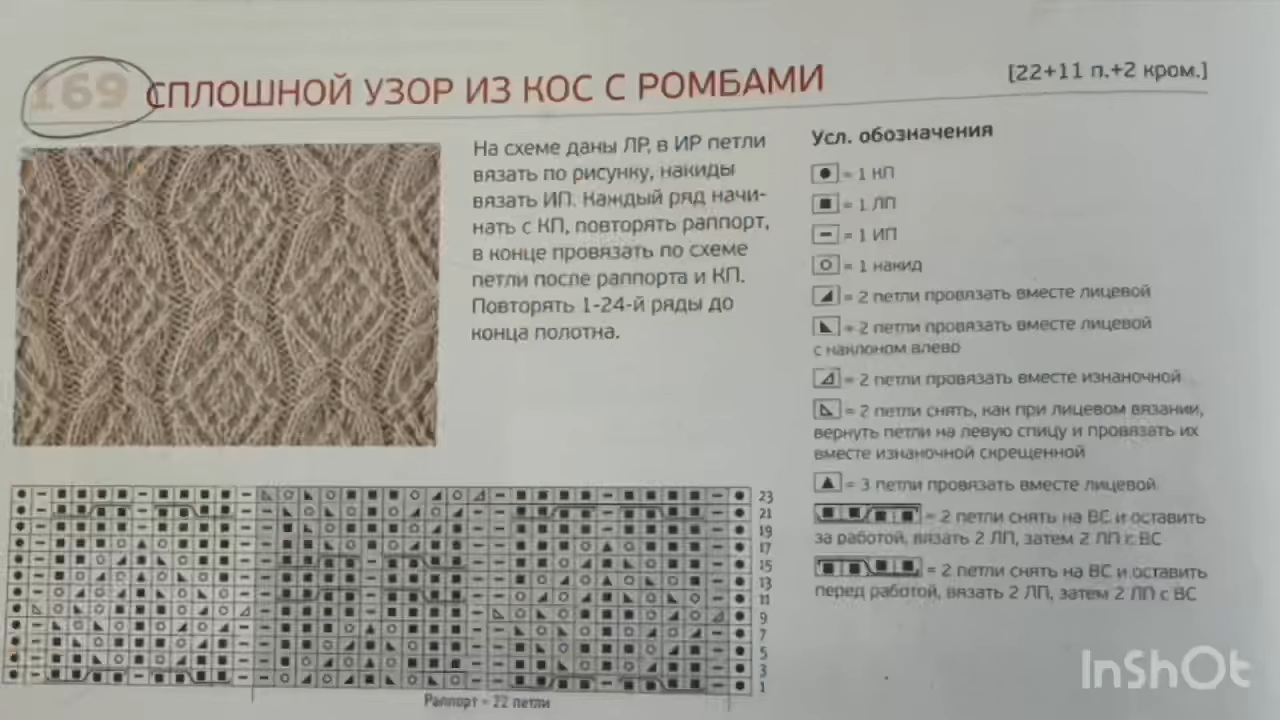 169 СПЛОШНОЙ УЗОР ИЗ КОС С РОМБАМИ
[22+11 п.+2 кром.]
На схеме даны ЛР, в ИР петли
вязать по рисунку, накиды
вязать ИП. Каждый ряд начи-
нать с КП, повторять раппорт,
в конце провязать по схеме
петли после раппорта и КП.
Повторять 1-24-й ряды до
конца полотна.
Усл. обозначения
= 1 КП
= 1 ЛП
= 1 ИП
= 1 накид
= 2 петли провязать вместе лицевой
= 2 петли провязать вместе лицевой
с наклоном влево
= 2 петли провязать вместе изнаночной
= 2 петли снять, как при лицевом вязании,
вернуть петли на левую спицу и провязать их
вместе изнаночной скрещенной
= 3 петли провязать вместе лицевой
= 2 петли снять на ВС и оставить
за работой, вязать 2 ЛП, затем 2 ЛП с ВС
= 2 петли снять на ВС и оставить
перед работой, вязать 2 ЛП, затем 2 ЛП с ВС
23
21
19
17
15
13
11
9
7
5
3
1
Раппорт = 22 петли
InShOt